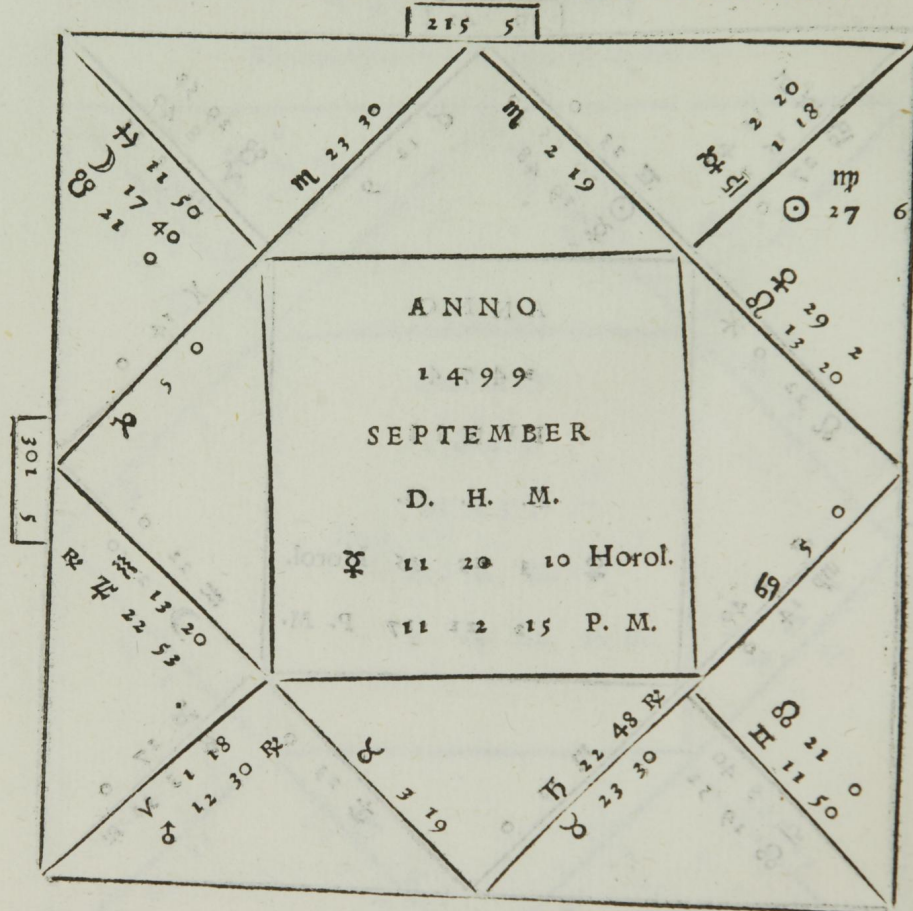 215 5
♏ 23 30
♏ 2 19
☿ 2 20
♎ 1 18
♍
☉ 27 6
♀ 29 2
♌ 13 20
♐ 11 50
☽ 17 40
☋ 21 0
♑ 5 0
302 5
♒ 13 20
℞ ♃ 22 53
♈ 1 18
♂ 12 30 ℞
♉ 3 19
♄ 22 48 ℞
♉ 23 30
☊ 21 0
♊ 11 50
♋ 5 0
ANNO
1499
SEPTEMBER
D. H. M.
☿ 11 20 10 Horol.
11 2 15 P. M.